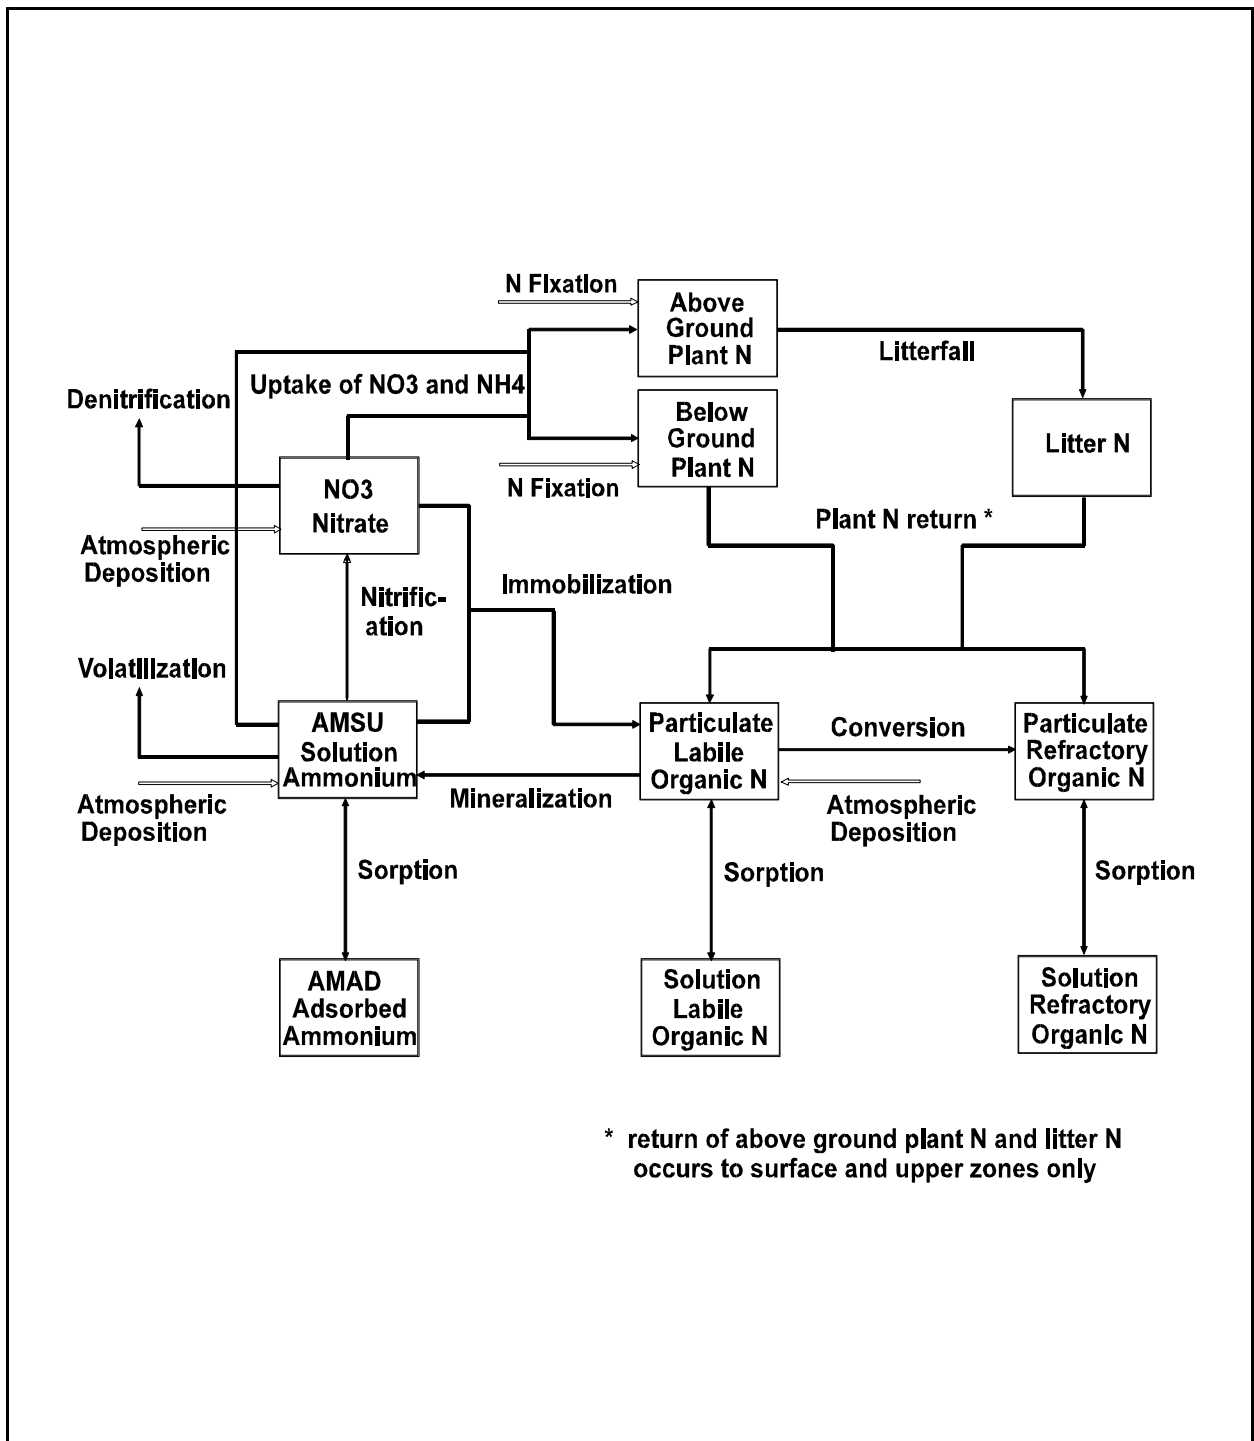 N Fixation
Above
Ground
Plant N
Litterfall
Uptake of NO3 and NH4
Denitrification
Below
Ground
Plant N
Litter N
N Fixation
NO3
Nitrate
Plant N return *
Atmospheric
Deposition
Nitrific-
ation
Immobilization
Volatilization
AMSU
Solution
Ammonium
Particulate
Labile
Organic N
Conversion
Particulate
Refractory
Organic N
Mineralization
Atmospheric
Deposition
Atmospheric
Deposition
Sorption
Sorption
Sorption
AMAD
Adsorbed
Ammonium
Solution
Labile
Organic N
Solution
Refractory
Organic N
* return of above ground plant N and litter N
occurs to surface and upper zones only